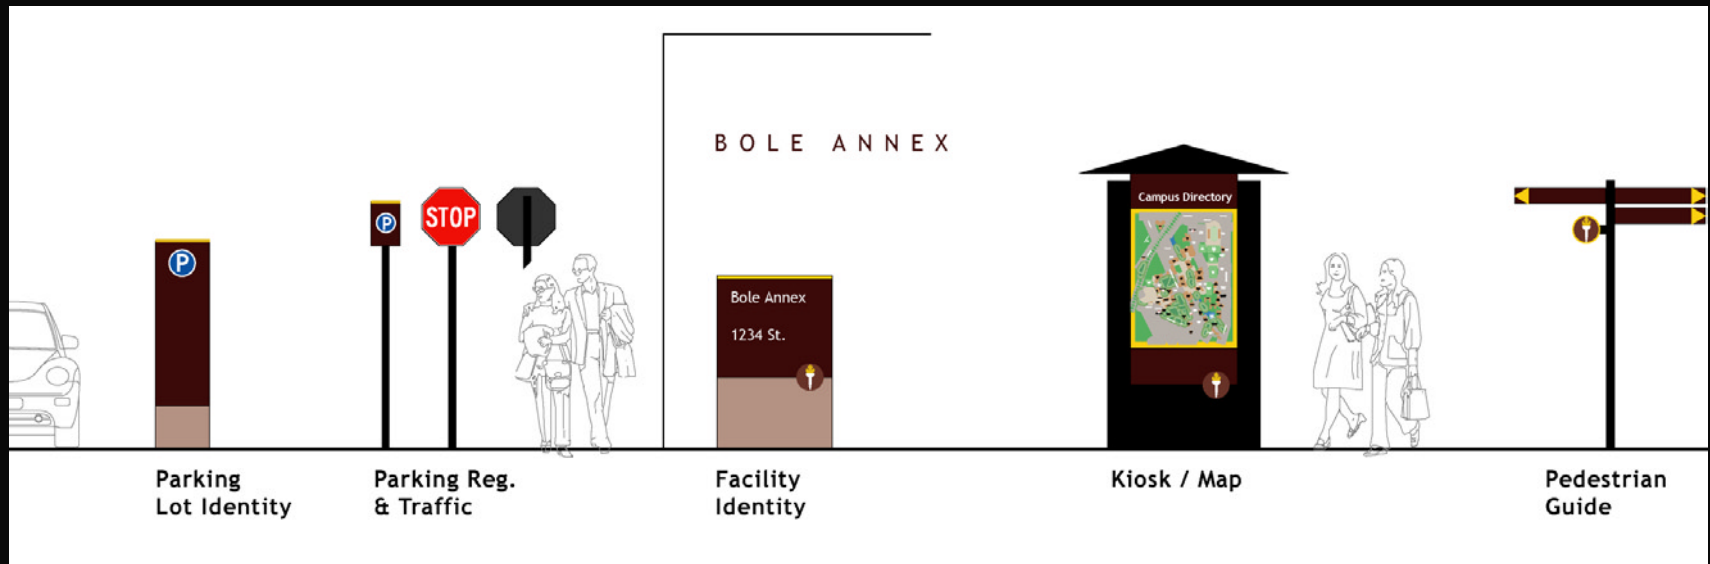 BOLE ANNEX
P
P
STOP
Bole Annex
1234 St.
Campus Directory
Parking
Lot Identity
Parking Reg.
& Traffic
Facility
Identity
Kiosk / Map
Pedestrian
Guide